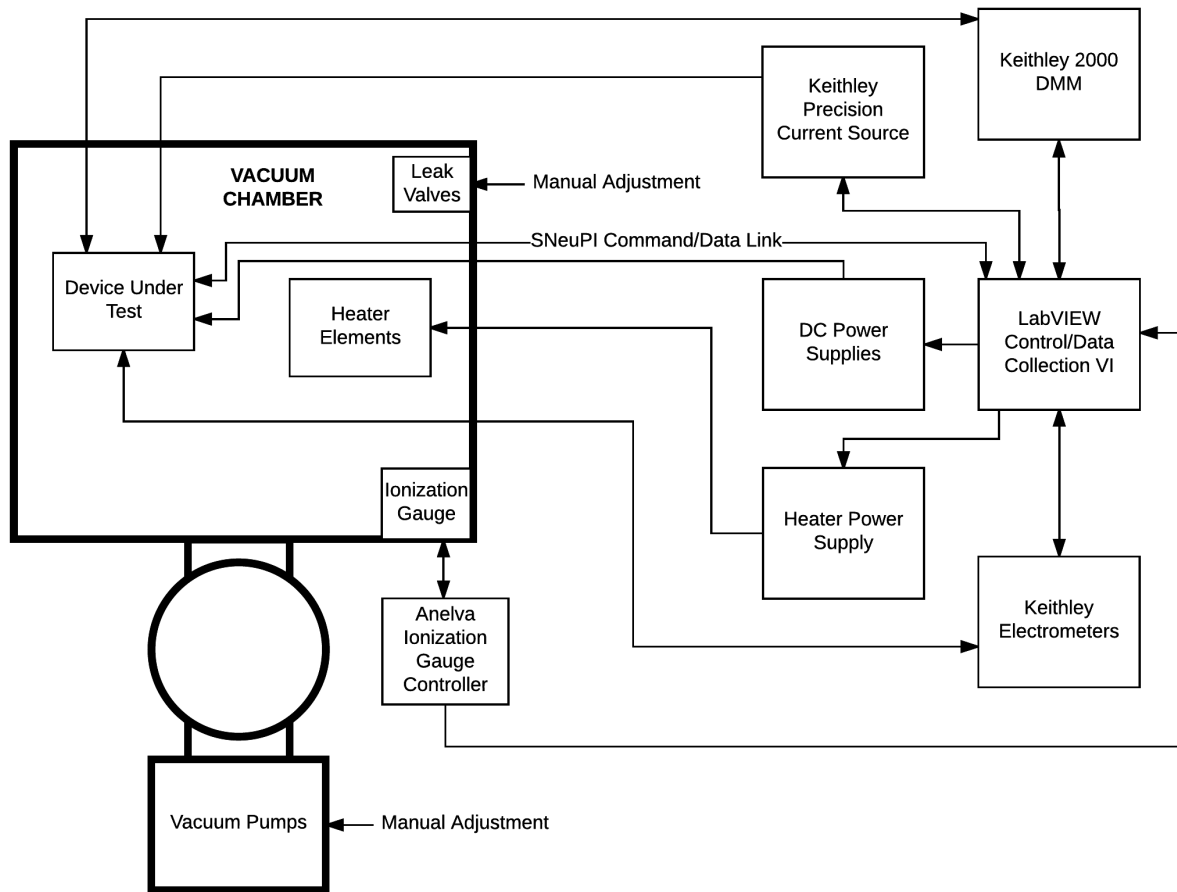 Keithley 2000
DMM
Keithley
Precision
Current Source
VACUUM
CHAMBER
Leak
Valves
Manual Adjustment
SNeuPI Command/Data Link
Device Under
Test
Heater
Elements
DC Power
Supplies
LabVIEW
Control/Data
Collection VI
Ionization
Gauge
Heater Power
Supply
Anelva
Ionization
Gauge
Controller
Keithley
Electrometers
Vacuum Pumps
Manual Adjustment